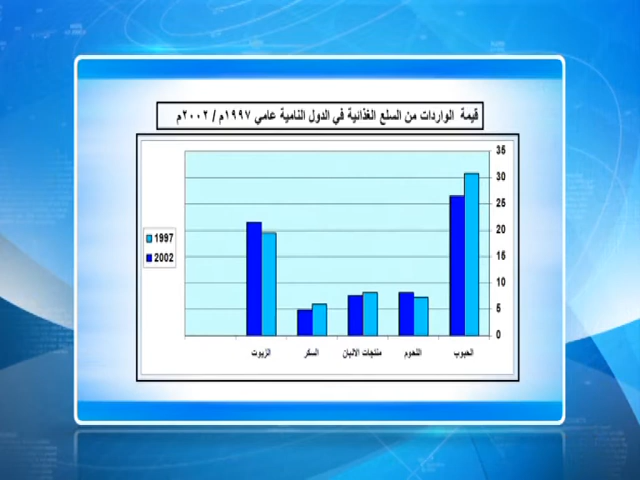 قيمة الواردات من السلع الغذائية في الدول النامية عامي ١٩٩٧م / ٢٠٠٢م
35
30
25
20
15
10
5
0
الحبوب
اللحوم
منتجات الالبان
السكر
الزيوت
1997
2002